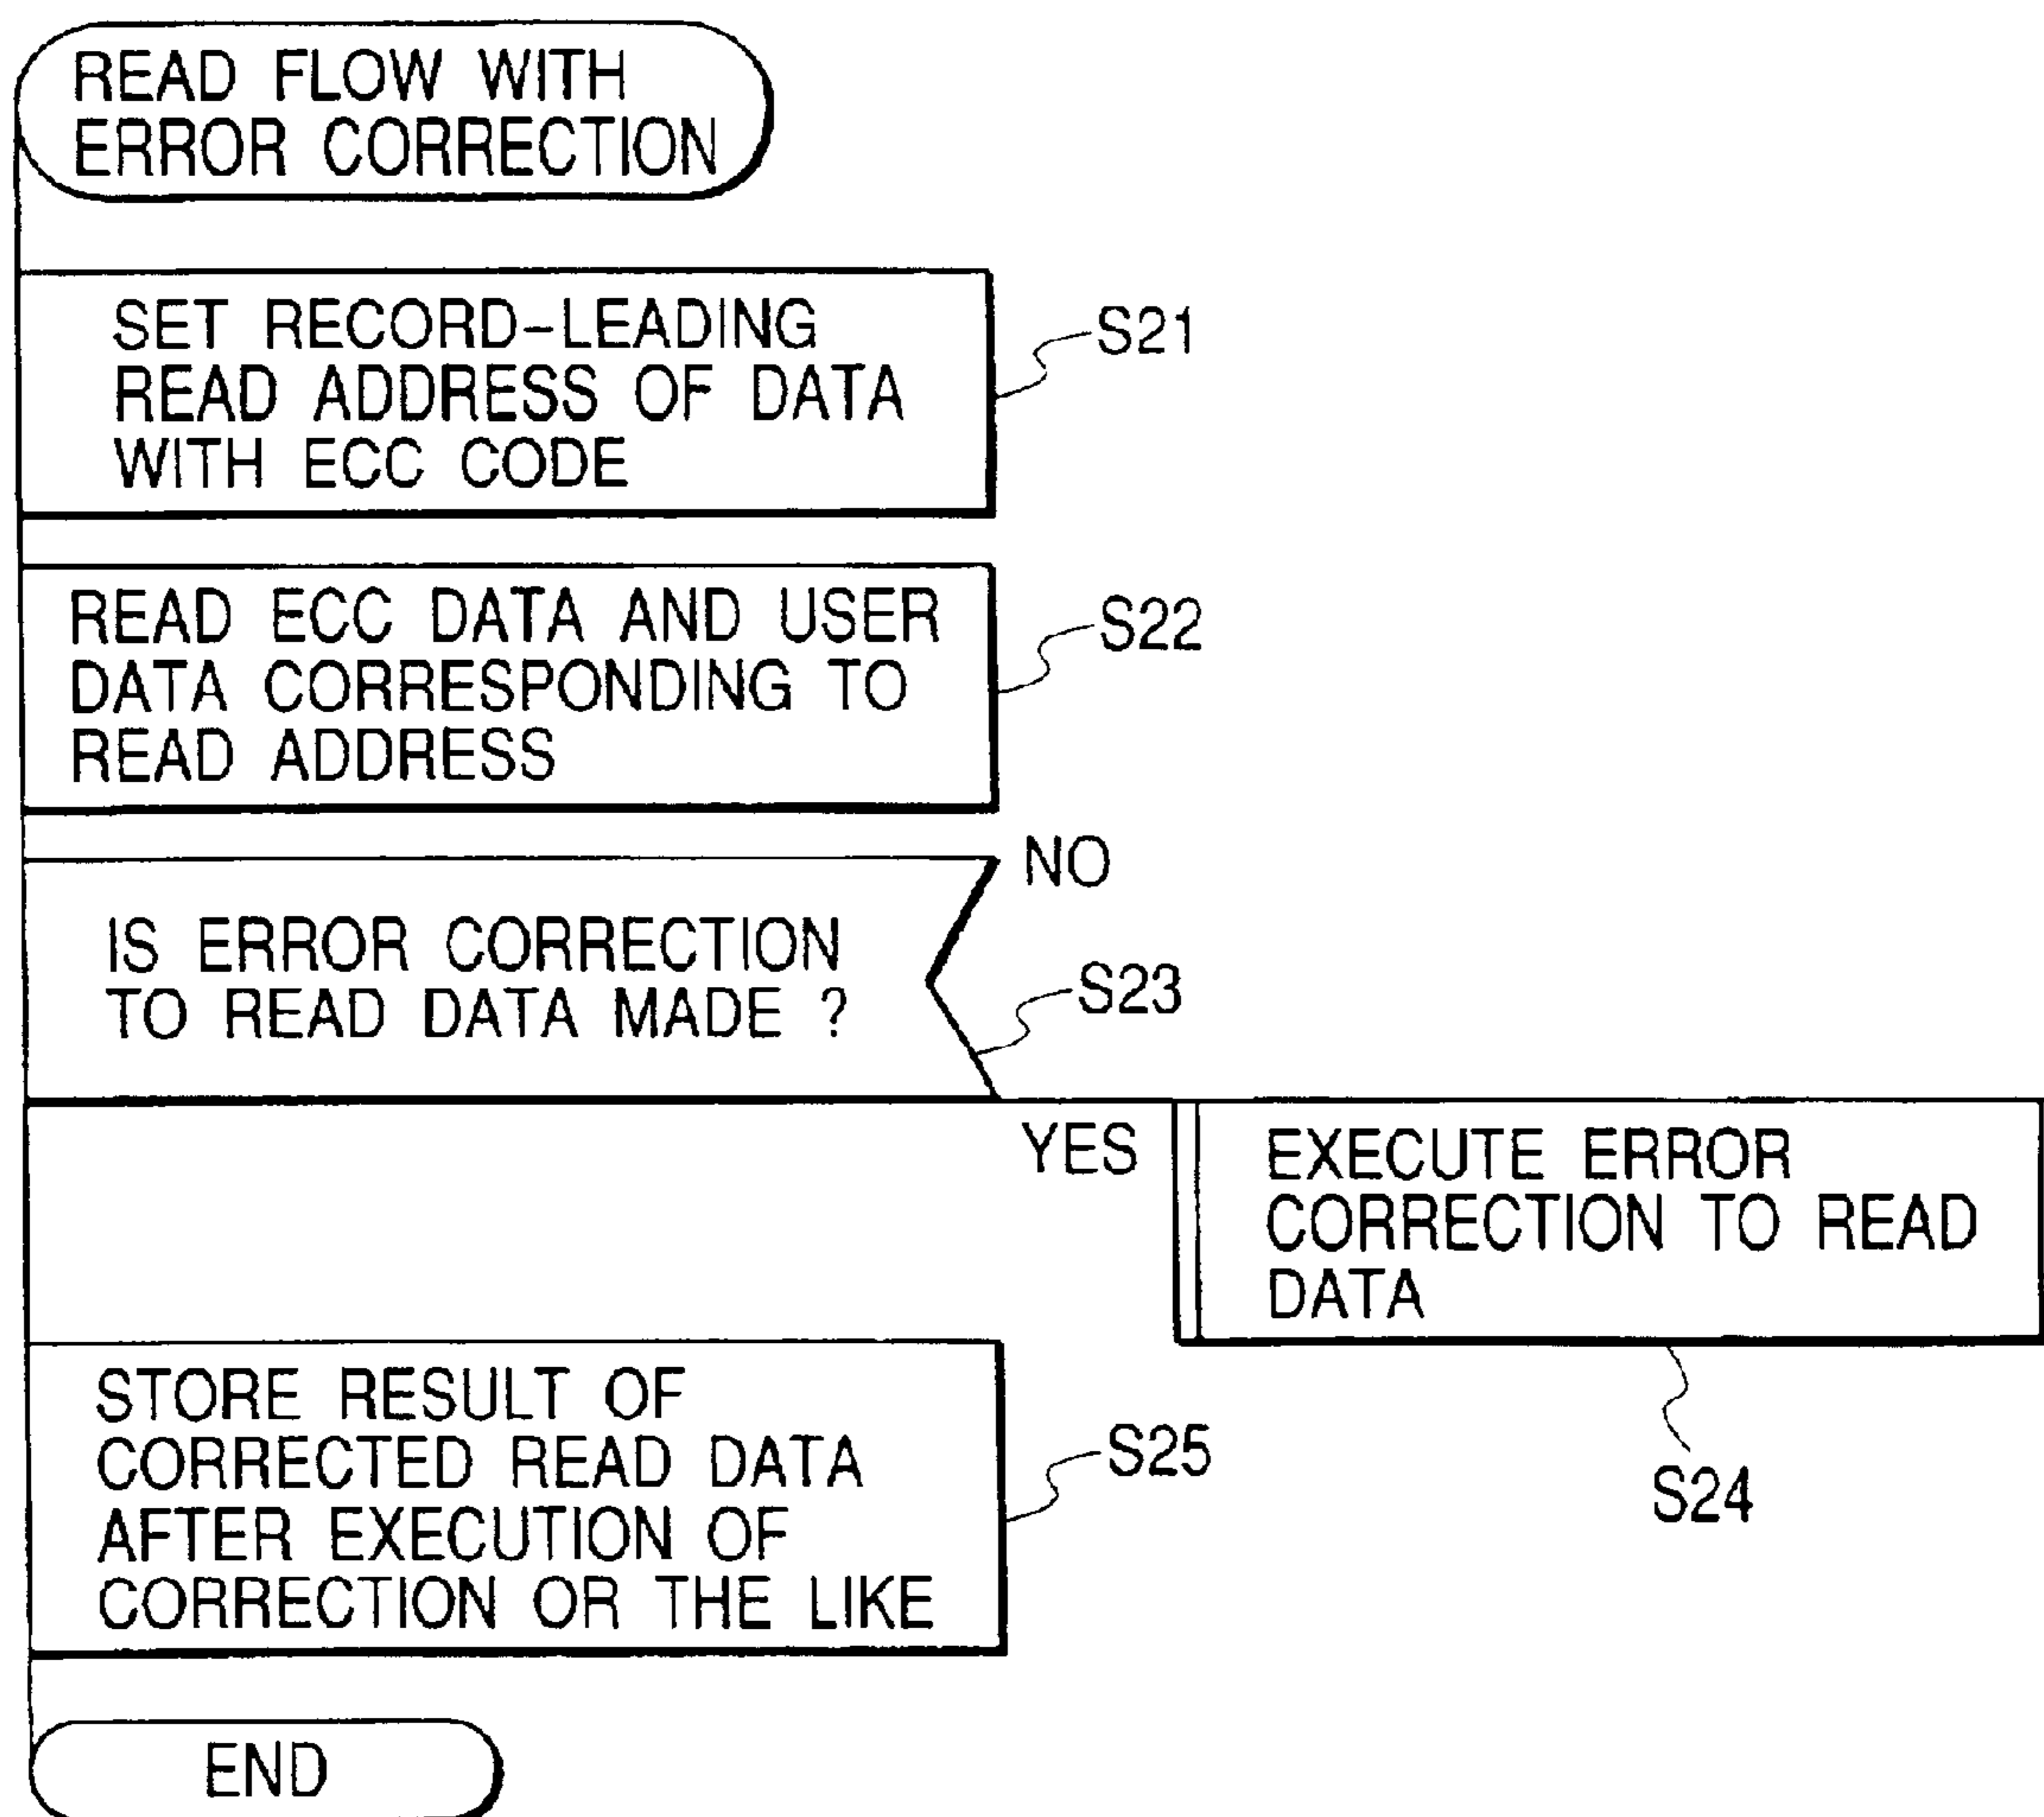 READ FLOW WITH
ERROR CORRECTION
SET RECORD-LEADING
READ ADDRESS OF DATA
WITH ECC CODE
S21
READ ECC DATA AND USER
DATA CORRESPONDING TO
READ ADDRESS
S22
NO
IS ERROR CORRECTION
TO READ DATA MADE ?
S23
YES
EXECUTE ERROR
CORRECTION TO READ
DATA
S24
STORE RESULT OF
CORRECTED READ DATA
AFTER EXECUTION OF
CORRECTION OR THE LIKE
S25
END